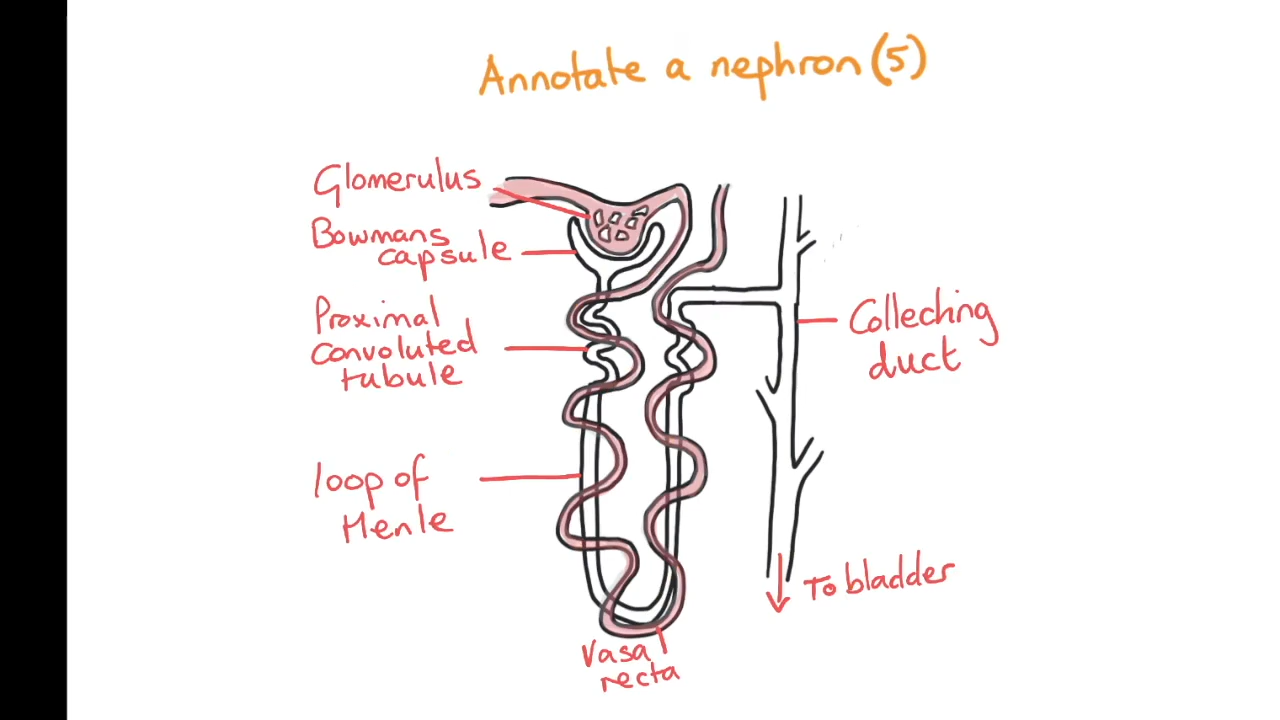 Annotate a nephron (5)
Glomerulus
Bowmans
capsule
Proximal
Convoluted
tubule
Collecting
duct
loop of
Henle
To bladder
Vasa
recta